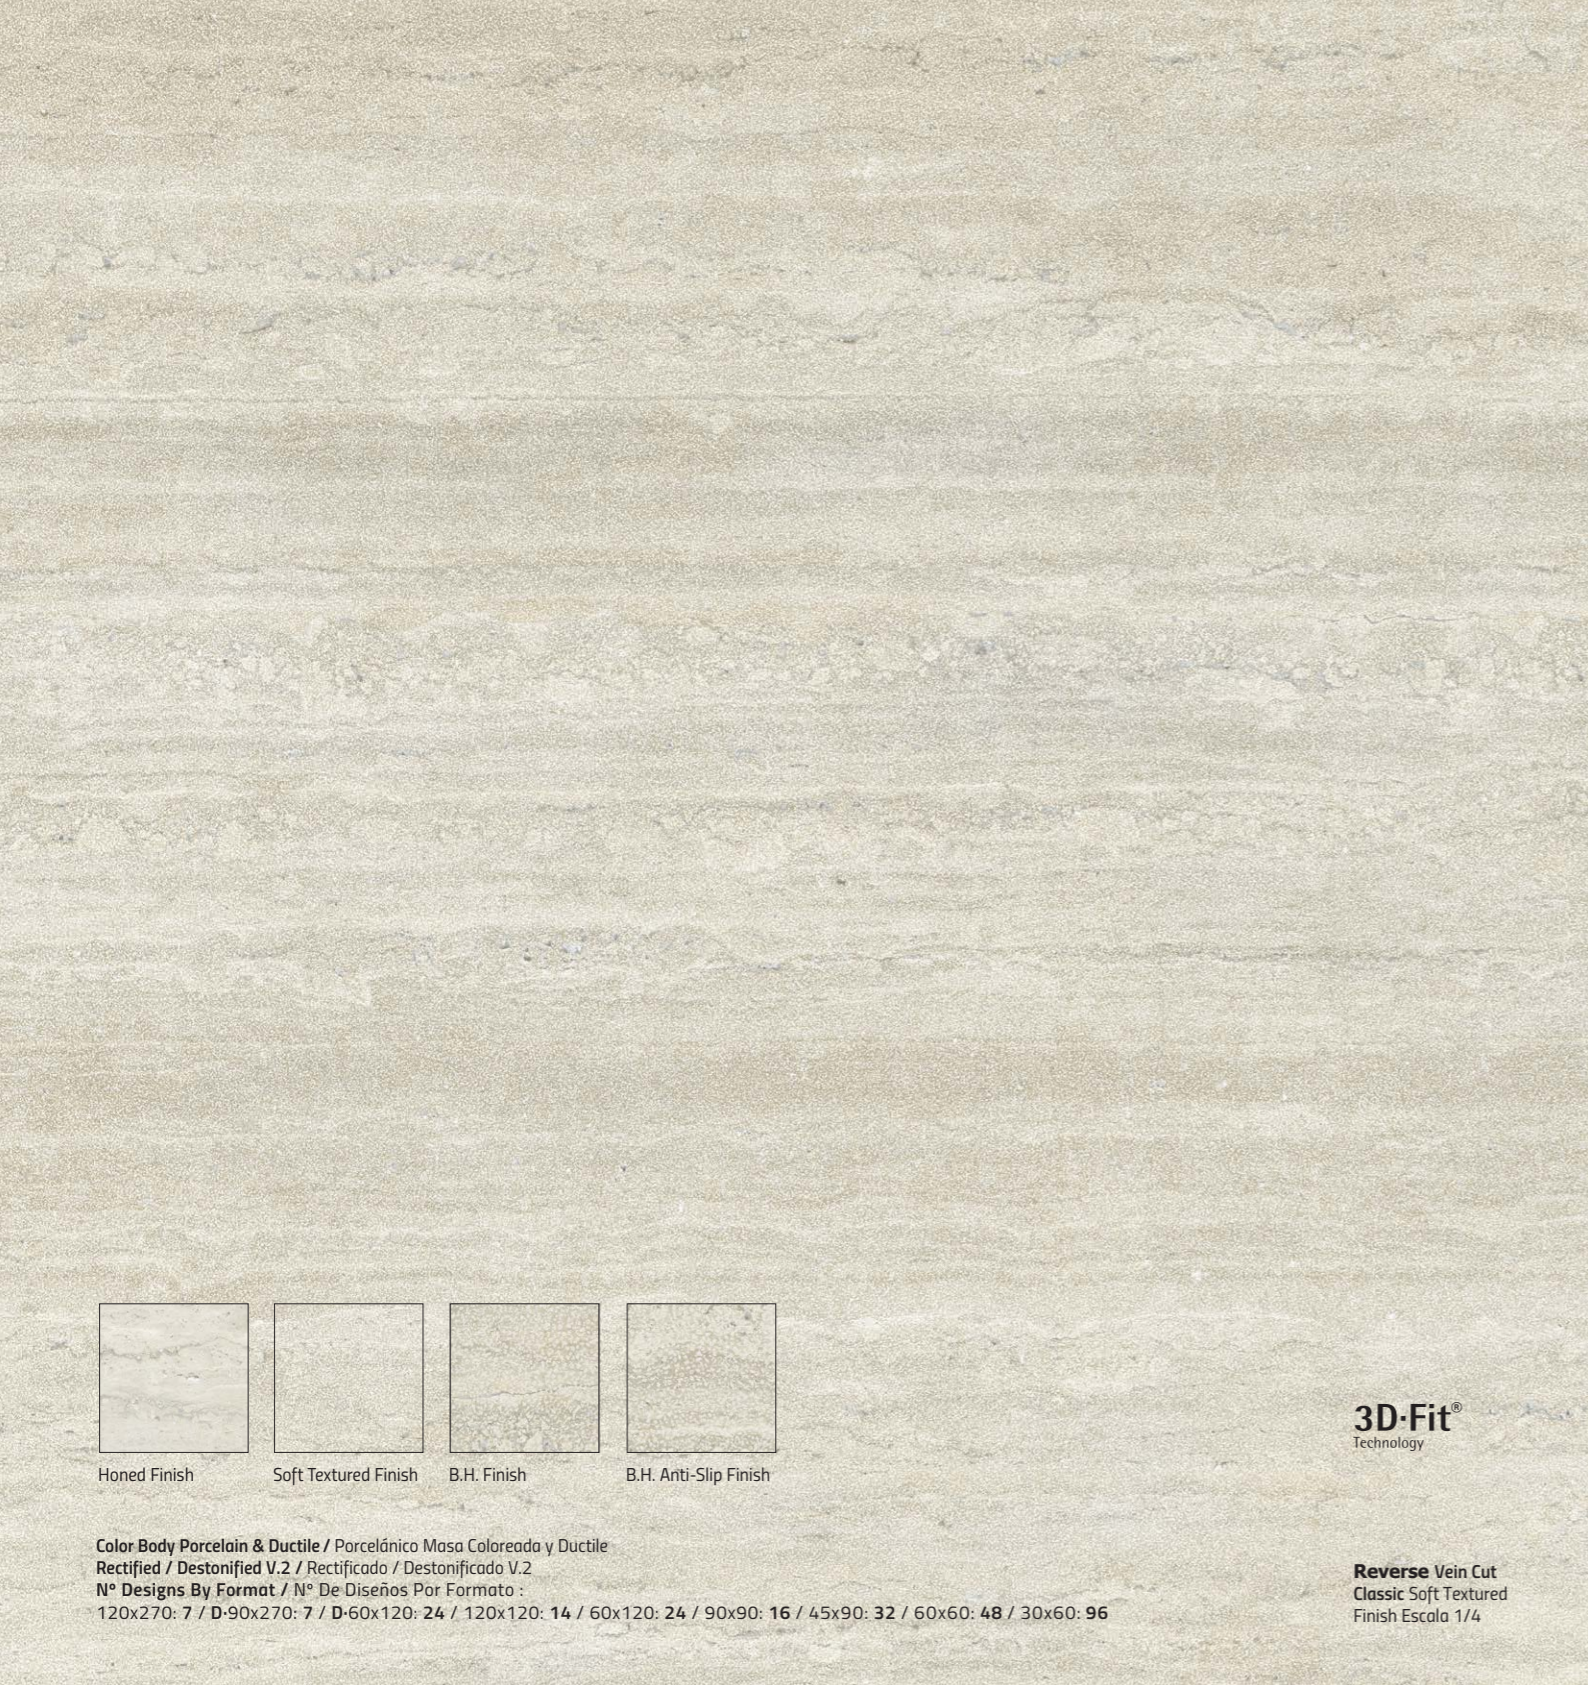 Honed Finish
Soft Textured Finish
B.H. Finish
B.H. Anti-Slip Finish
3D·Fit®
Technology
Color Body Porcelain & Ductile / Porcelánico Masa Coloreada y Ductile
Rectified / Destonified V.2 / Rectificado / Destonificado V.2
Nº Designs By Format / Nº De Diseños Por Formato :
120x270: 7 / D·90x270: 7 / D·60x120: 24 / 120x120: 14 / 60x120: 24 / 90x90: 16 / 45x90: 32 / 60x60: 48 / 30x60: 96
Reverse Vein Cut
Classic Soft Textured
Finish Escala 1/4